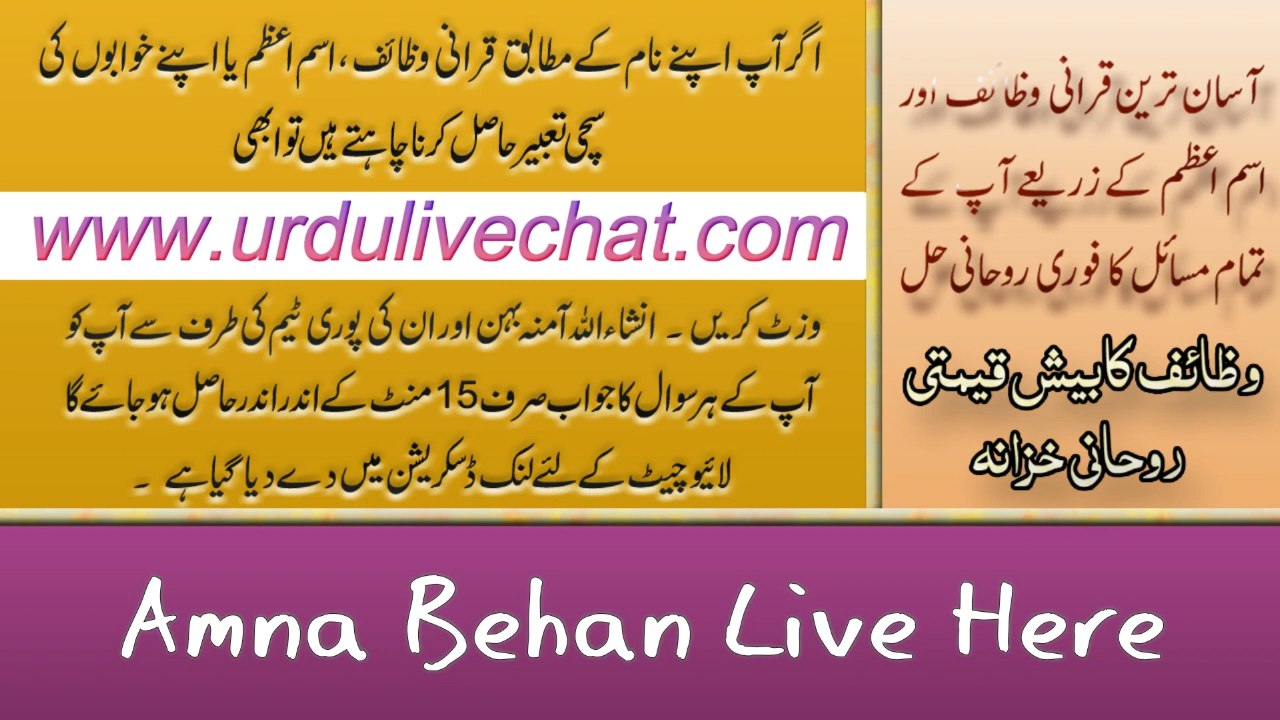 اگر آپ اپنے نام کے مطابق قرانی وظائف ، اسم اعظم یا اپنے خوابوں کی
سچی تعبیر حاصل کرنا چاہتے ہیں تو ابھی
www.urdulivechat.com
وزٹ کریں ۔ انشاءاللہ آمنہ بہن اور ان کی پوری ٹیم کی طرف سے آپ کو
آپ کے ہر سوال کا جواب صرف 15 منٹ کے اندر اندر حاصل ہو جائے گا
لائیو چیٹ کے لئے لنک ڈسکرپشن میں دے دیا گیا ہے ۔
آسان ترین قرانی وظائف اور
اسم اعظم کے زریعے آپ کے
تمام مسائل کا فوری روحانی حل
وظائف کا بیش قیمتی
روحانی خزانہ
Amna Behan Live Here